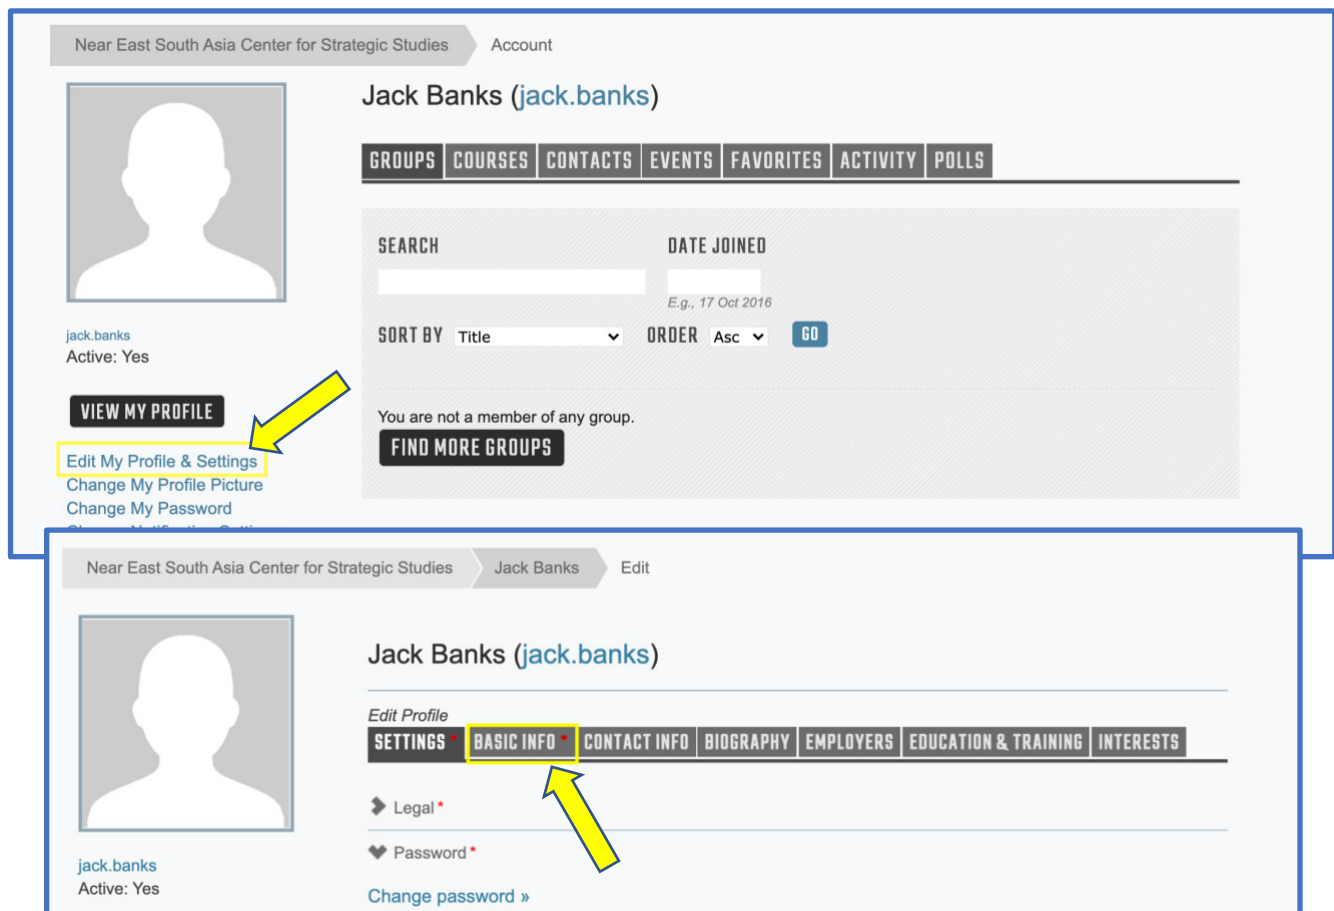 Near East South Asia Center for Strategic Studies Account
Jack Banks (jack.banks)
GROUPS COURSES CONTACTS EVENTS FAVORITES ACTIVITY POLLS
SEARCH DATE JOINED
E.g., 17 Oct 2016
SORT BY Title ORDER Asc GO
jack.banks
Active: Yes
VIEW MY PROFILE
You are not a member of any group.
FIND MORE GROUPS
Edit My Profile & Settings
Change My Profile Picture
Change My Password
Near East South Asia Center for Strategic Studies Jack Banks Edit
Jack Banks (jack.banks)
Edit Profile
SETTINGS * BASIC INFO * CONTACT INFO BIOGRAPHY EMPLOYERS EDUCATION & TRAINING INTERESTS
Legal *
Password *
jack.banks
Active: Yes
Change password »